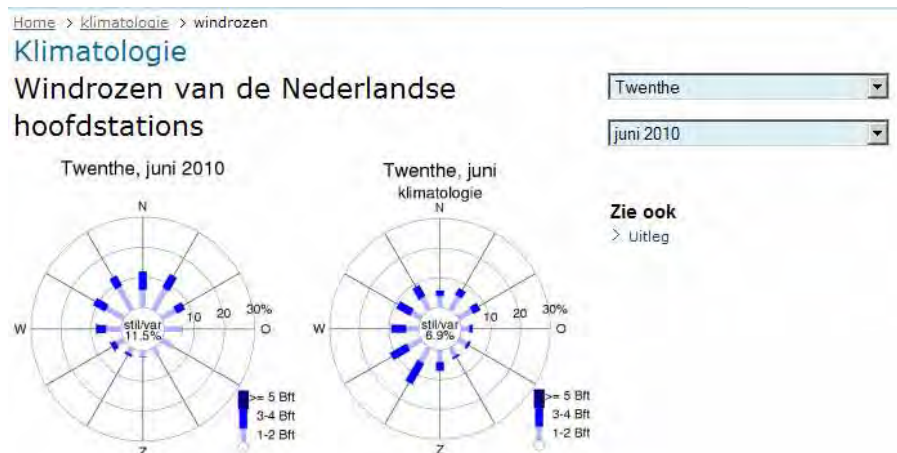 Home > klimatologie > windrozen
Klimatologie
Windrozen van de Nederlandse
hoofdstations
Twenthe
juni 2010
Zie ook
> Uitleg
Twenthe, juni 2010
N
W
O
Z
stil/var
11.5%
10
20
30%
>= 5 Bft
3-4 Bft
1-2 Bft
Twenthe, juni
klimatologie
N
W
O
Z
stil/var
6.9%
10
20
30%
>= 5 Bft
3-4 Bft
1-2 Bft